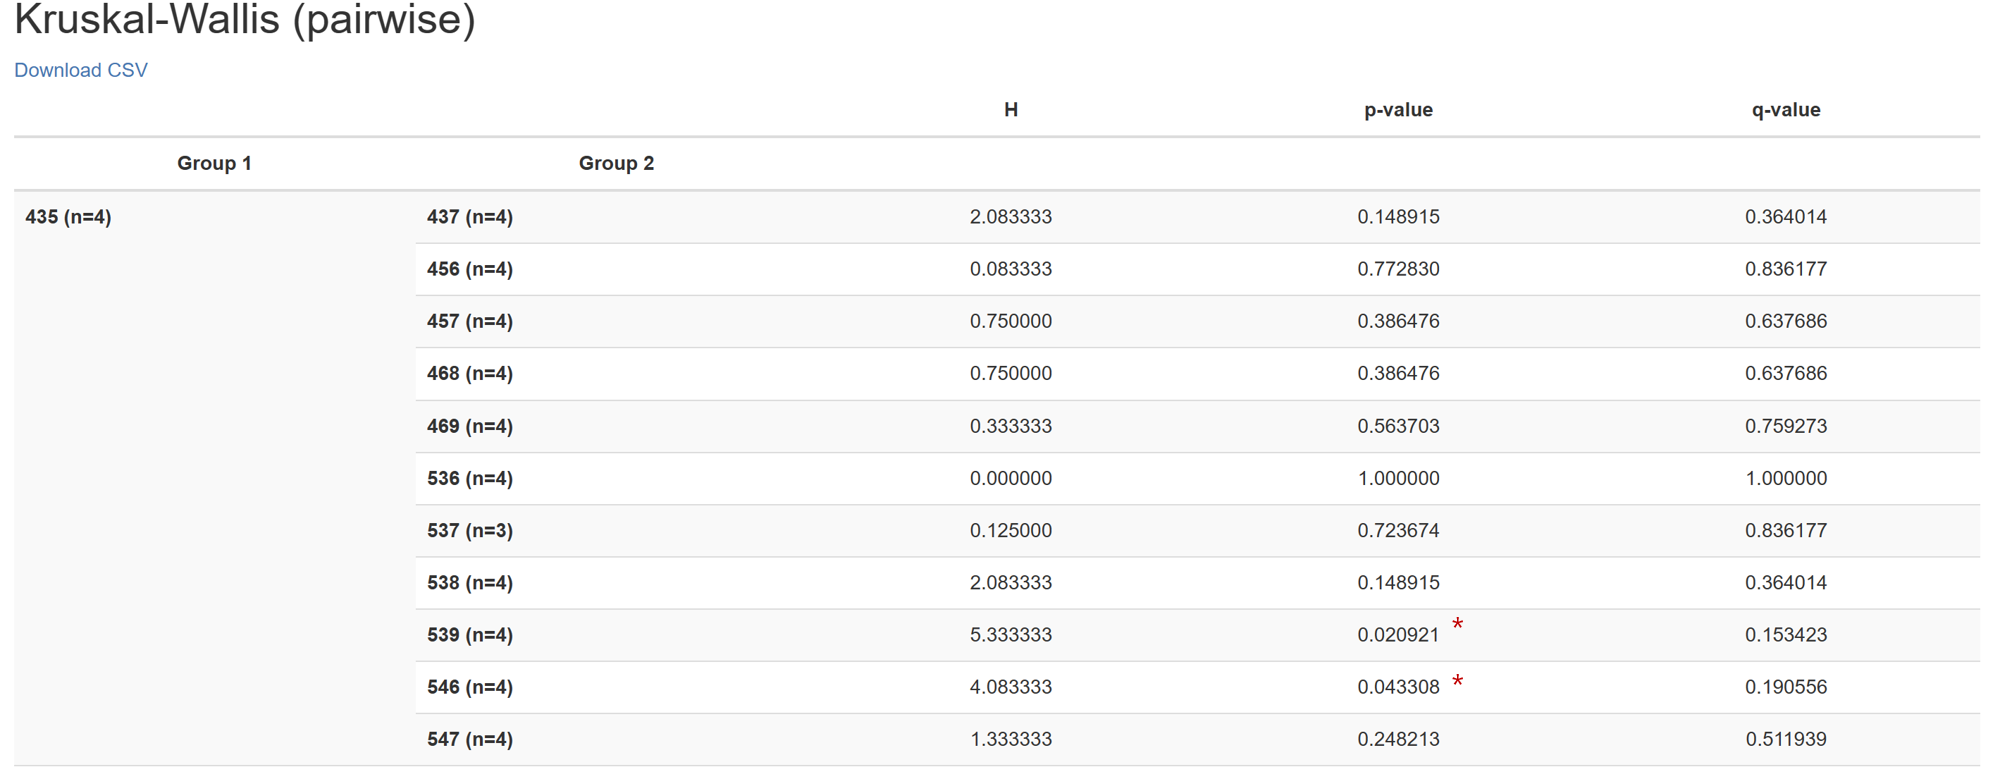 Kruskal-Wallis (pairwise)
Download CSV
H p-value q-value
Group 1 Group 2
435 (n=4) 437 (n=4) 2.083333 0.148915 0.364014
456 (n=4) 0.083333 0.772830 0.836177
457 (n=4) 0.750000 0.386476 0.637686
468 (n=4) 0.750000 0.386476 0.637686
469 (n=4) 0.333333 0.563703 0.759273
536 (n=4) 0.000000 1.000000 1.000000
537 (n=3) 0.125000 0.723674 0.836177
538 (n=4) 2.083333 0.148915 0.364014
539 (n=4) 5.333333 0.020921 * 0.153423
546 (n=4) 4.083333 0.043308 * 0.190556
547 (n=4) 1.333333 0.248213 0.511939